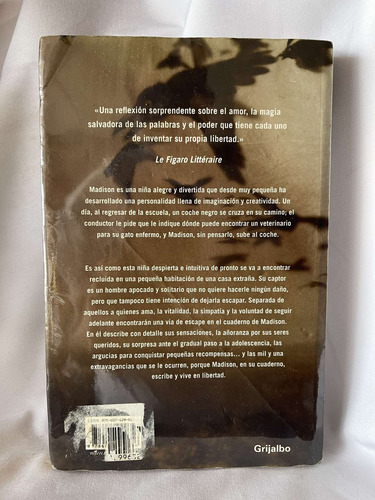 «Una reflexión sorprendente sobre el amor, la magia
salvadora de las palabras y el poder que tiene cada uno
de inventar su propia libertad.»
Le Figaro Littéraire
Madison es una niña alegre y divertida que desde muy pequeña ha
desarrollado una personalidad llena de imaginación y creatividad. Un
día, al regresar de la escuela, un coche negro se cruza en su camino; el
conductor le pide que le indique dónde puede encontrar un veterinario
para su gato enfermo, y Madison, sin pensarlo, sube al coche.
Es así como esta niña despierta e intuitiva de pronto se va a encontrar
recluida en una pequeña habitación de una casa extraña. Su captor
es un hombre apocado y solitario que no quiere hacerle ningún daño,
pero que tampoco tiene intención de dejarla escapar. Separada de
aquellos a quienes ama, la vitalidad, la simpatía y la voluntad de seguir
adelante encontrarán una vía de escape en el cuaderno de Madison.
En él describe con detalle sus sensaciones, la añoranza por sus seres
queridos, su sorpresa ante el gradual paso a la adolescencia, las
argucias para conquistar pequeñas recompensas... y las mil y una
extravagancias que se le ocurren, porque Madison, en su cuaderno,
escribe y vive en libertad.
Grijalbo